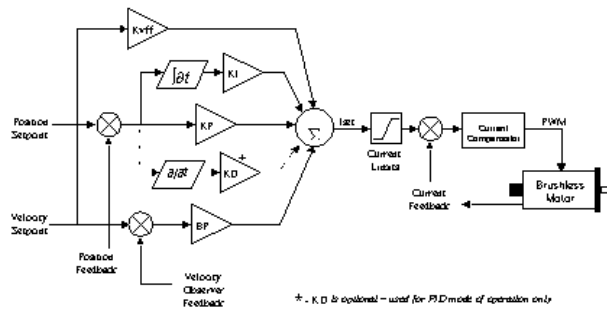 Kvff
∫∂t
KI
Position
Setpoint
KP
Σ
Iset
Current
Limits
Current
Compensator
PWM
∂/∂t
KD
*
Current
Feedback
Brushless
Motor
Velocity
Setpoint
BP
Position
Feedback
Velocity
Observer
Feedback
* - KD is optional – used for PID mode of operation only